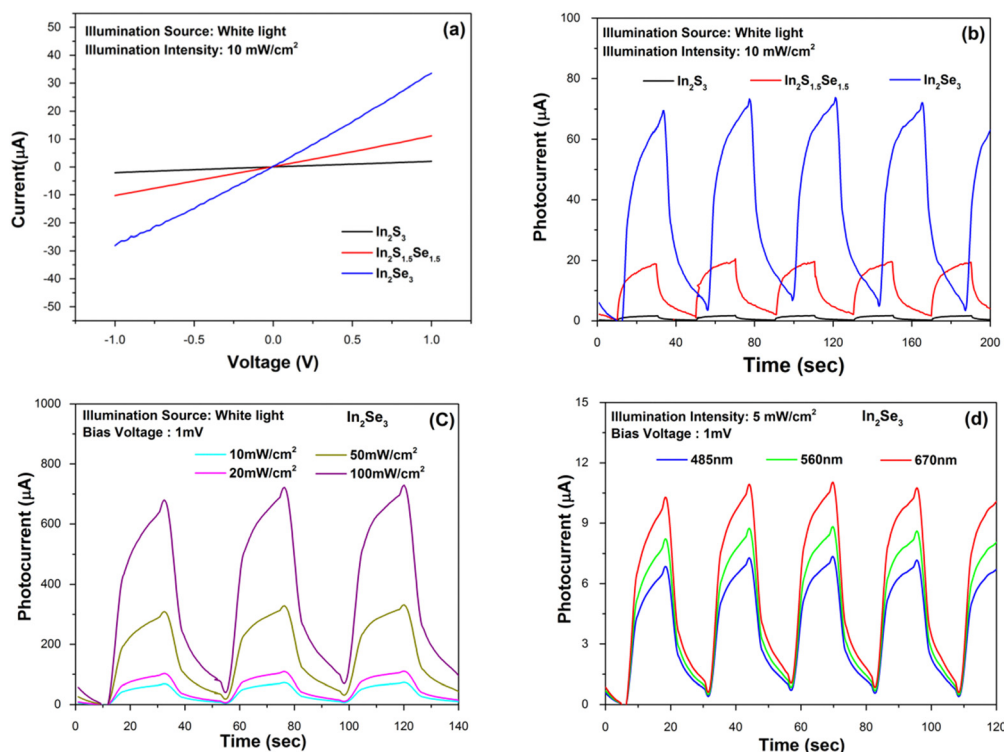 Illumination Source: White light
Illumination Intensity: 10 mW/cm²
(a)
50
40
30
20
10
0
-10
-20
-30
-40
-50
Current(μA)
In₂S₃
In₂S₁.₅Se₁.₅
In₂Se₃
-1.0 -0.5 0.0 0.5 1.0
Voltage (V)
Illumination Source: White light
Illumination Intensity: 10 mW/cm²
(b)
In₂S₃ In₂S₁.₅Se₁.₅ In₂Se₃
100
80
60
40
20
0
Photocurrent (μA)
0 40 80 120 160 200
Time (sec)
Illumination Source: White light In₂Se₃ (C)
Bias Voltage : 1mV
10mW/cm² 50mW/cm²
20mW/cm² 100mW/cm²
1000
800
600
400
200
0
Photocurrent (μA)
0 20 40 60 80 100 120 140
Time (sec)
Illumination Intensity: 5 mW/cm² In₂Se₃ (d)
Bias Voltage : 1mV
485nm 560nm 670nm
15
12
9
6
3
0
Photocurrent (μA)
0 20 40 60 80 100 120
Time (sec)